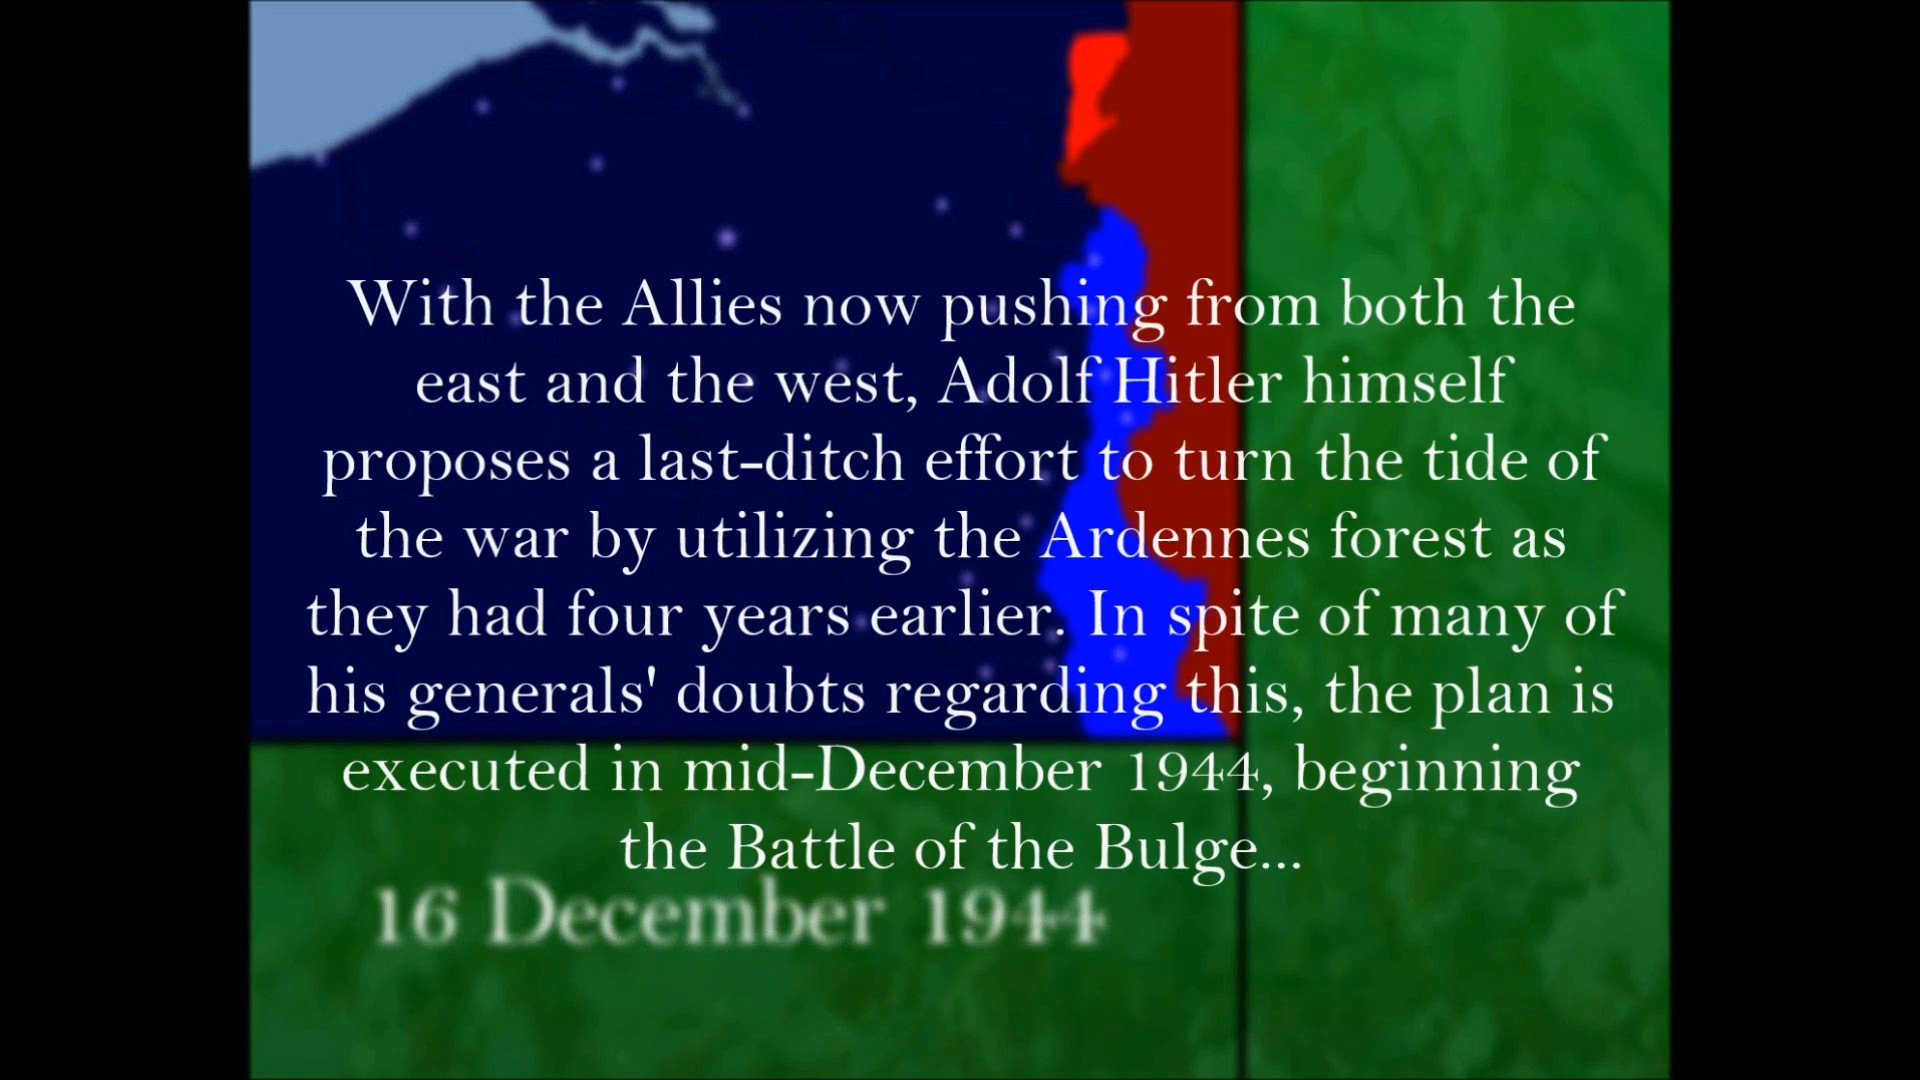 With the Allies now pushing from both the
east and the west, Adolf Hitler himself
proposes a last-ditch effort to turn the tide of
the war by utilizing the Ardennes forest as
they had four years earlier. In spite of many of
his generals' doubts regarding this, the plan is
executed in mid-December 1944, beginning
the Battle of the Bulge...
16 December 1944